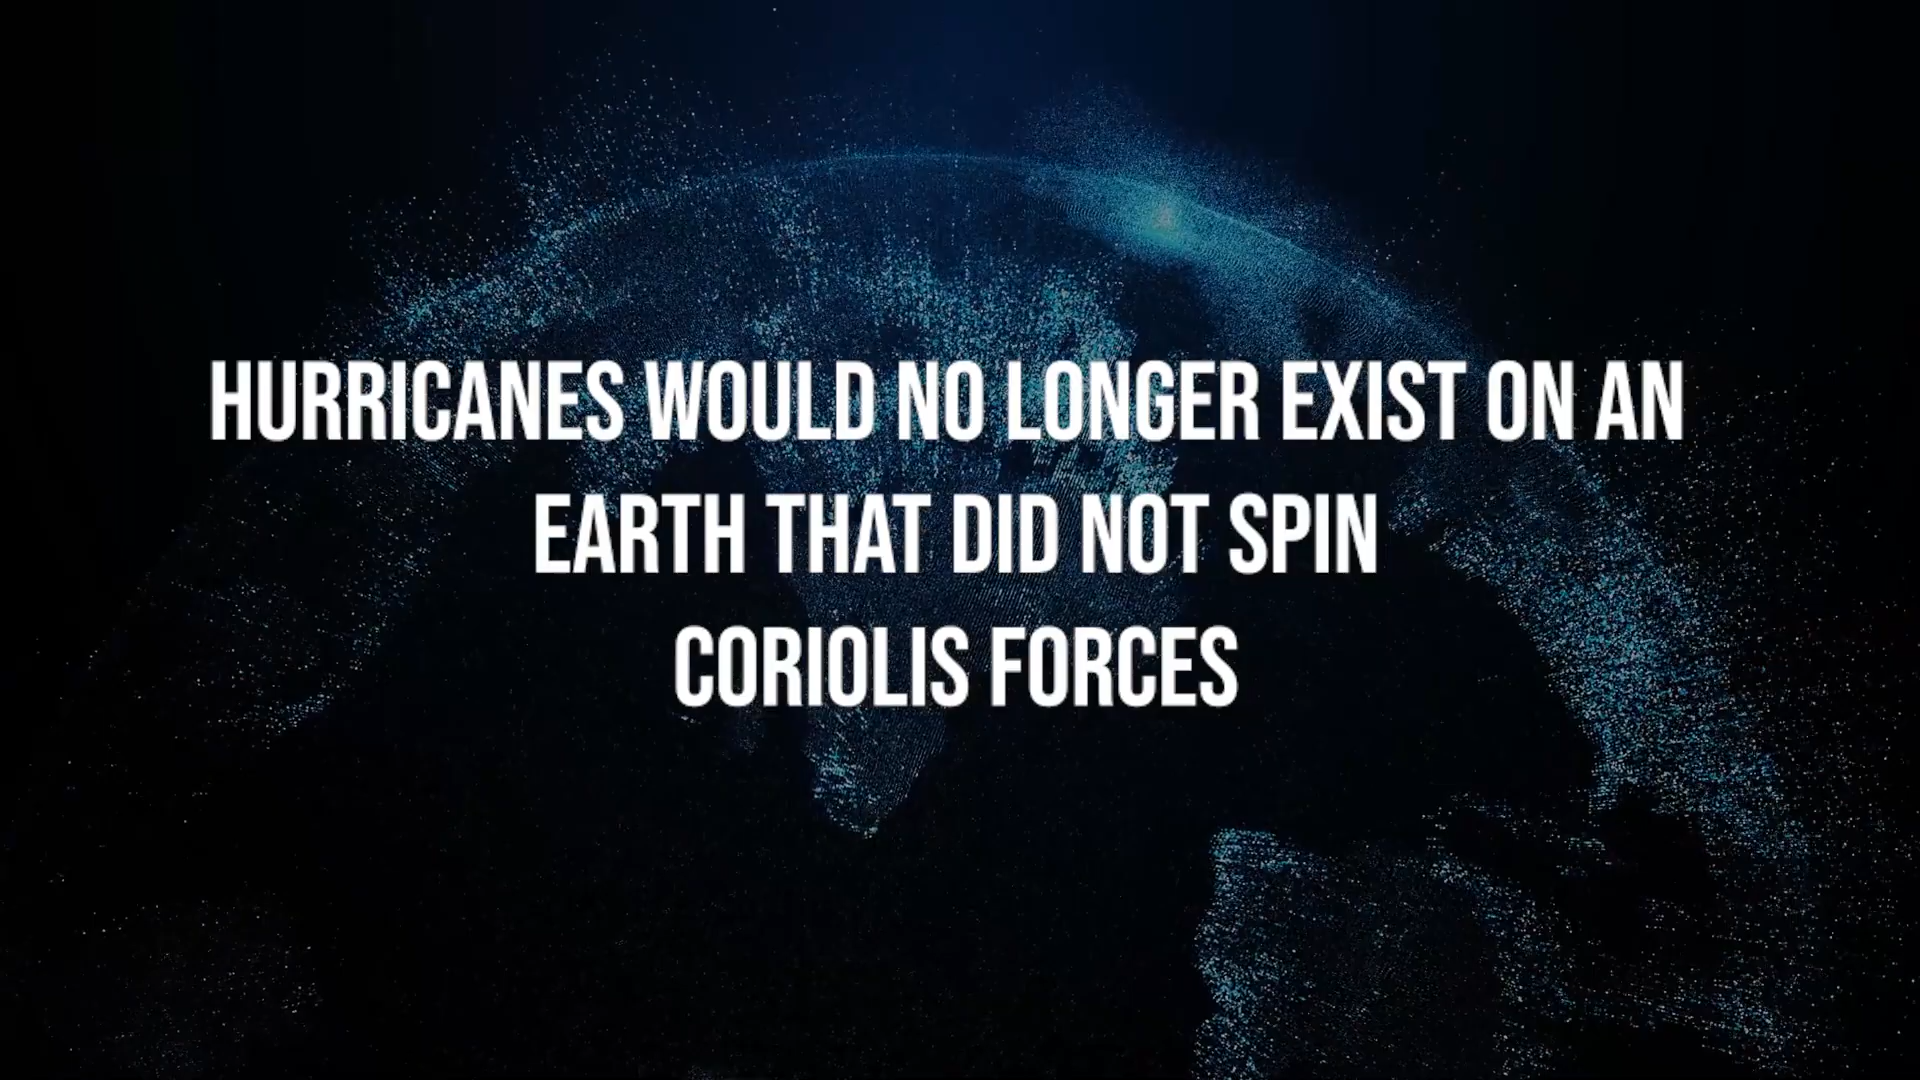 HURRICANES WOULD NO LONGER EXIST ON AN
EARTH THAT DID NOT SPIN
CORIOLIS FORCES